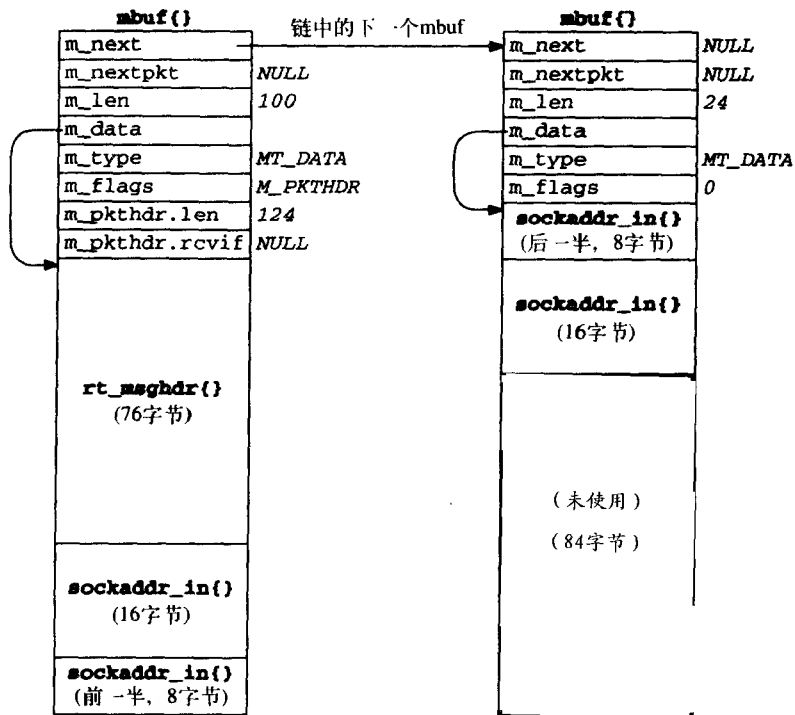 mbuf{}
链中的下一个mbuf
m_next
m_nextpkt NULL
m_len 100
m_data
m_type MT_DATA
m_flags M_PKTHDR
m_pkthdr.len 124
m_pkthdr.rcvif NULL
rt_msghdr{}
(76字节)
sockaddr_in{}
(16字节)
sockaddr_in{}
(前一半，8字节)
mbuf{}
m_next NULL
m_nextpkt NULL
m_len 24
m_data
m_type MT_DATA
m_flags 0
sockaddr_in{}
(后一半，8字节)
sockaddr_in{}
(16字节)
(未使用)
(84字节)